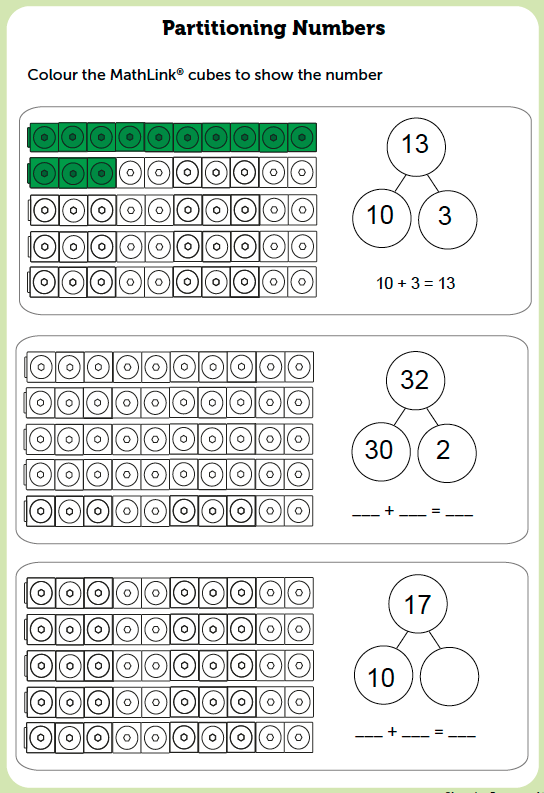 Partitioning Numbers
Colour the MathLink® cubes to show the number
13
10 3
10 + 3 = 13
32
30 2
___ + ___ = ___
17
10
___ + ___ = ___